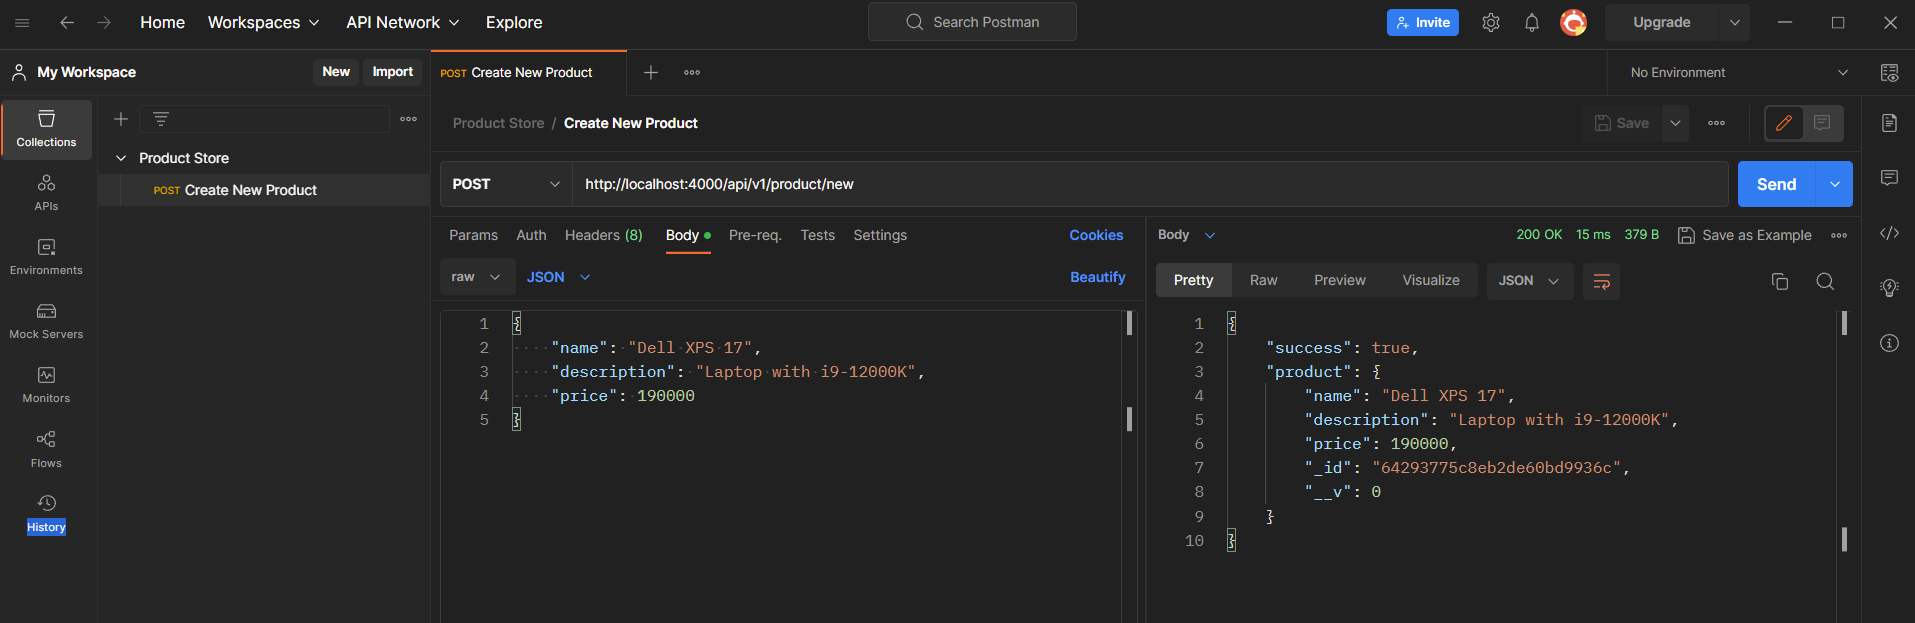 Home Workspaces API Network Explore Search Postman Invite Upgrade
My Workspace New Import POST Create New Product No Environment
Collections
APIs
Environments
Mock Servers
Monitors
Flows
History
Product Store
POST Create New Product
Product Store / Create New Product Save
POST http://localhost:4000/api/v1/product/new Send
Params Auth Headers (8) Body Pre-req. Tests Settings Cookies
raw JSON Beautify
1 {
2 "name": "Dell XPS 17",
3 "description": "Laptop with i9-12000K",
4 "price": 190000
5 }
Body 200 OK 15 ms 379 B Save as Example
Pretty Raw Preview Visualize JSON
1 {
2 "success": true,
3 "product": {
4 "name": "Dell XPS 17",
5 "description": "Laptop with i9-12000K",
6 "price": 190000,
7 "_id": "64293775c8eb2de60bd9936c",
8 "__v": 0
9 }
10 }